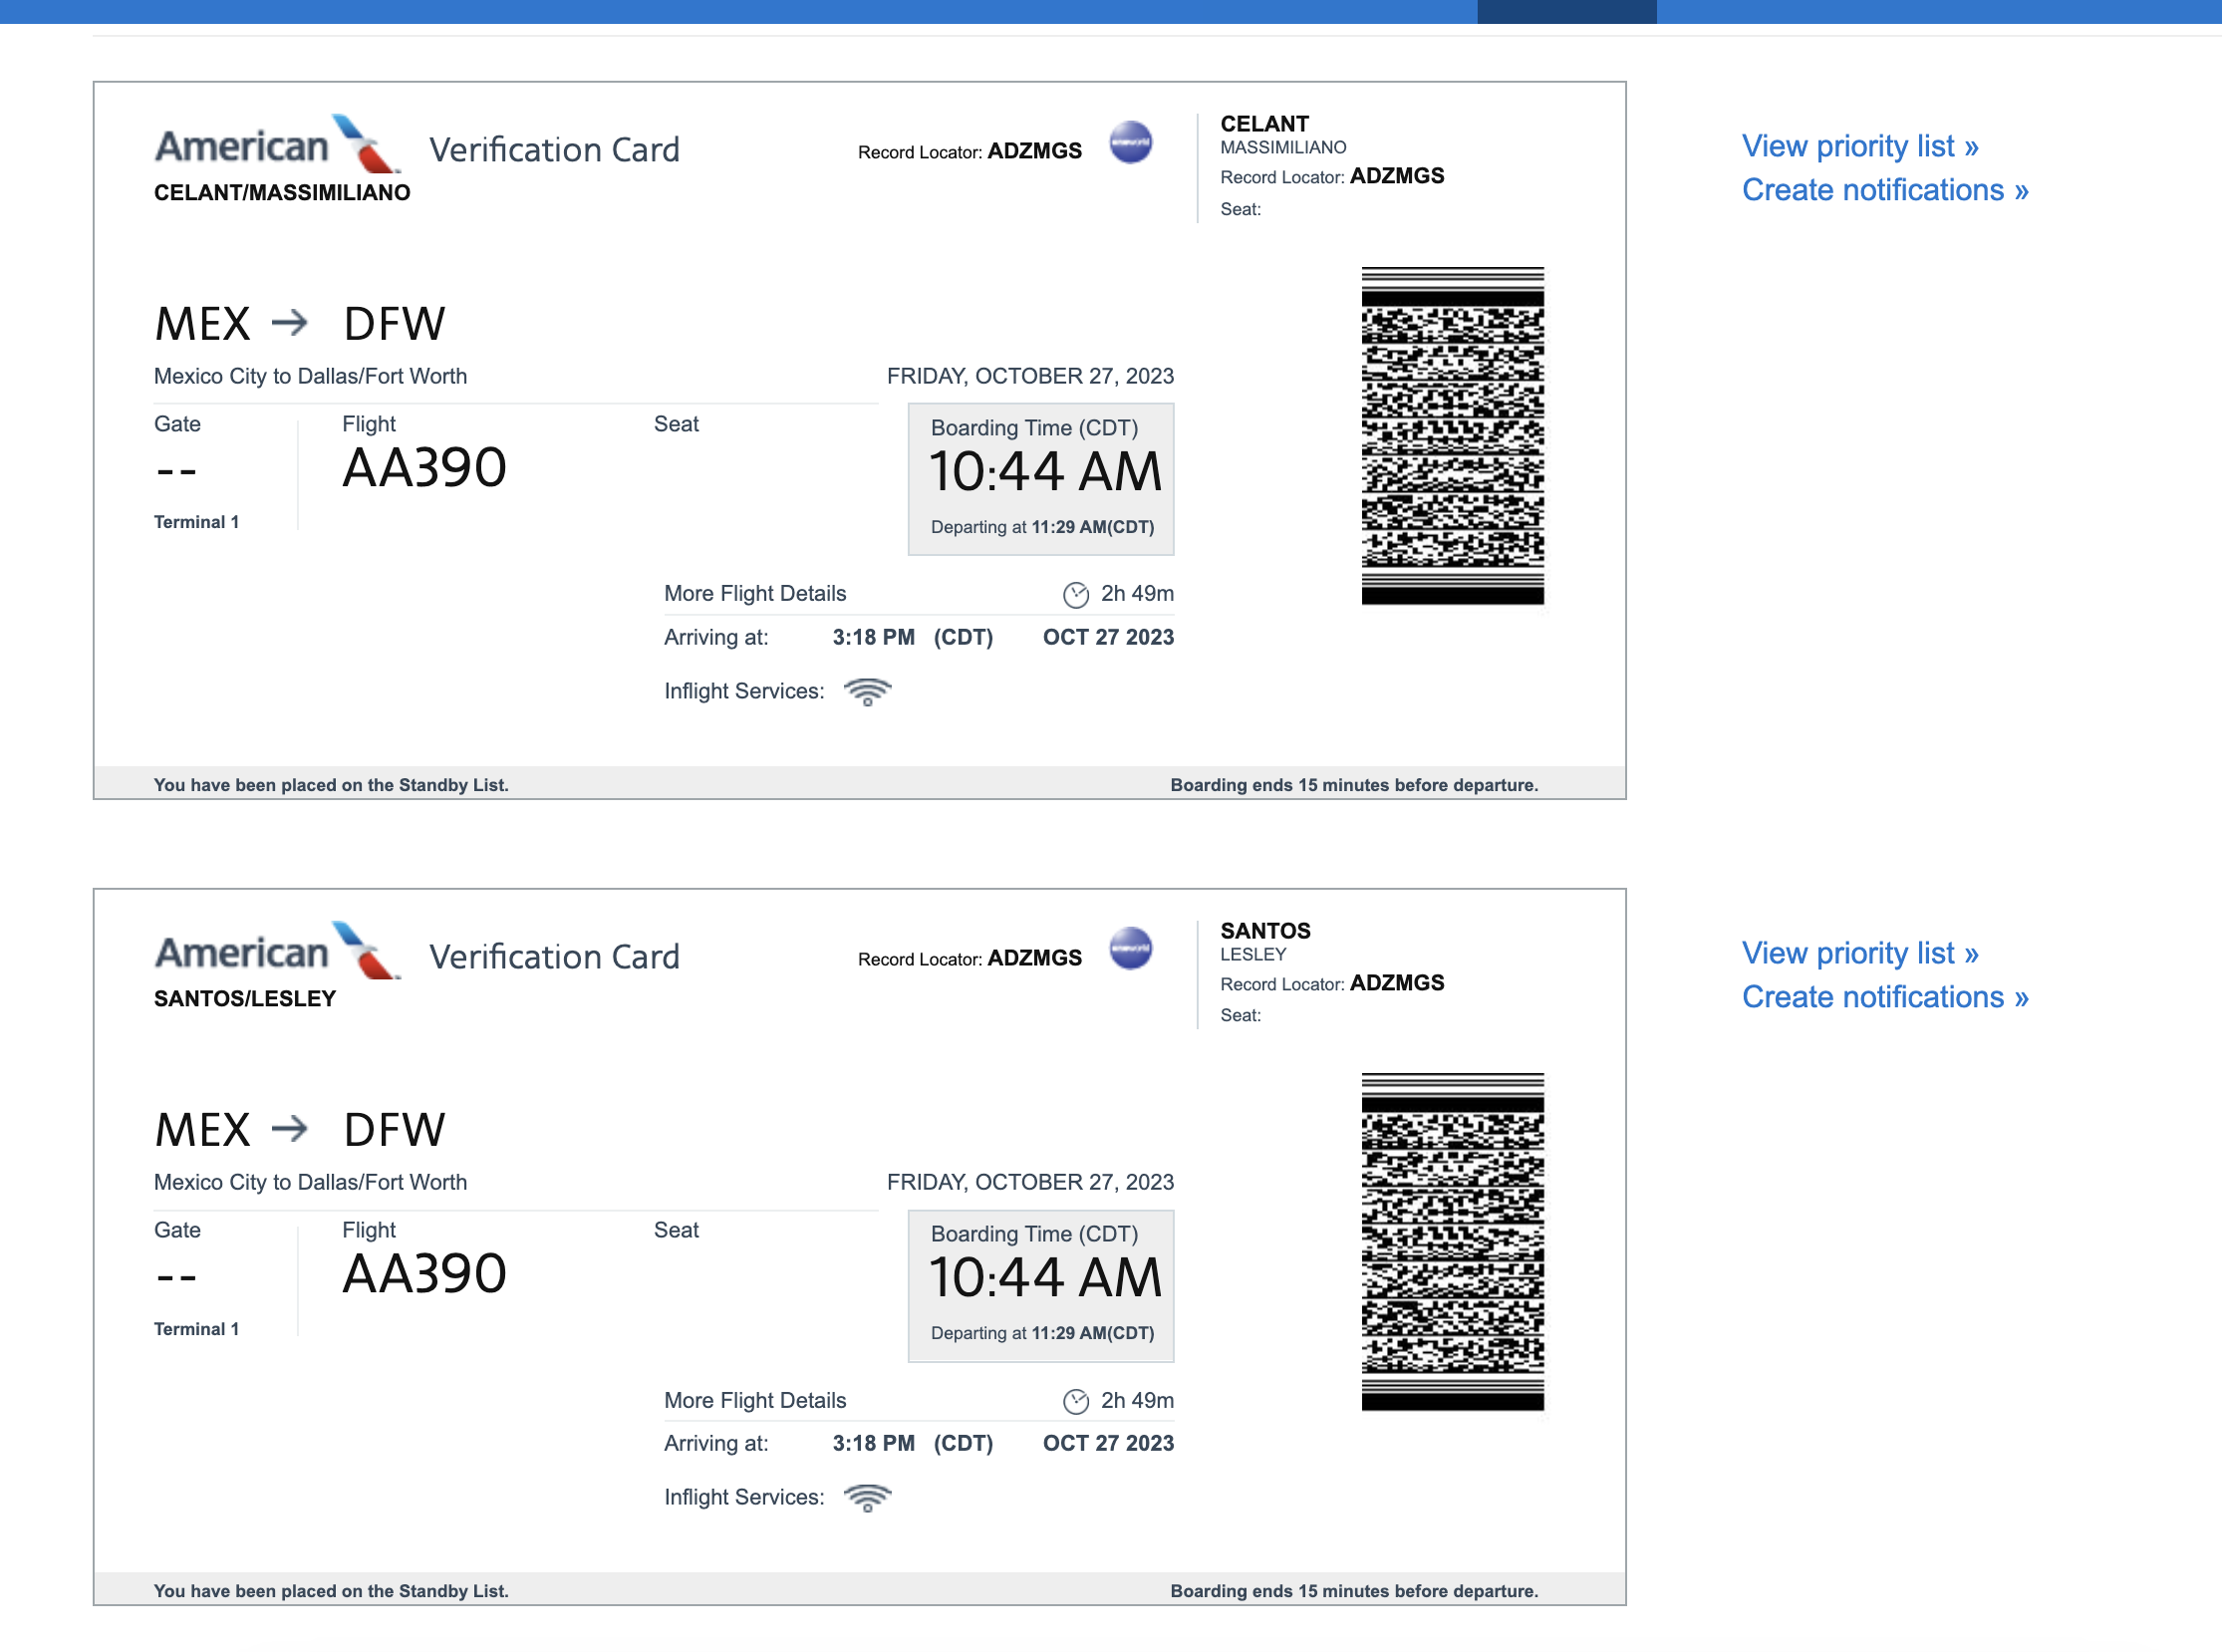 American Verification Card
Record Locator: ADZMGS
CELANT/MASSIMILIANO
CELANT
MASSIMILIANO
Record Locator: ADZMGS
Seat:
View priority list »
Create notifications »
MEX → DFW
Mexico City to Dallas/Fort Worth
FRIDAY, OCTOBER 27, 2023
Gate
--
Terminal 1
Flight
AA390
Seat
Boarding Time (CDT)
10:44 AM
Departing at 11:29 AM(CDT)
More Flight Details 2h 49m
Arriving at: 3:18 PM (CDT) OCT 27 2023
Inflight Services:
You have been placed on the Standby List.
Boarding ends 15 minutes before departure.
American Verification Card
Record Locator: ADZMGS
SANTOS/LESLEY
SANTOS
LESLEY
Record Locator: ADZMGS
Seat:
View priority list »
Create notifications »
MEX → DFW
Mexico City to Dallas/Fort Worth
FRIDAY, OCTOBER 27, 2023
Gate
--
Terminal 1
Flight
AA390
Seat
Boarding Time (CDT)
10:44 AM
Departing at 11:29 AM(CDT)
More Flight Details 2h 49m
Arriving at: 3:18 PM (CDT) OCT 27 2023
Inflight Services:
You have been placed on the Standby List.
Boarding ends 15 minutes before departure.